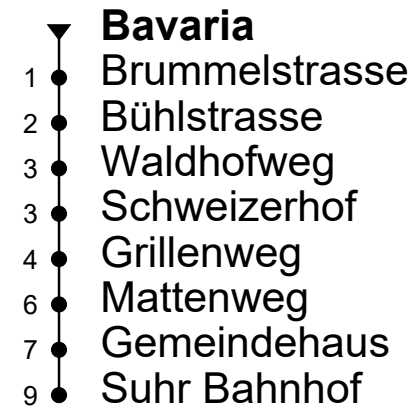 Bavaria
1 Brummelstrasse
2 Bühlstrasse
3 Waldhofweg
3 Schweizerhof
4 Grillenweg
6 Mattenweg
7 Gemeindehaus
9 Suhr Bahnhof